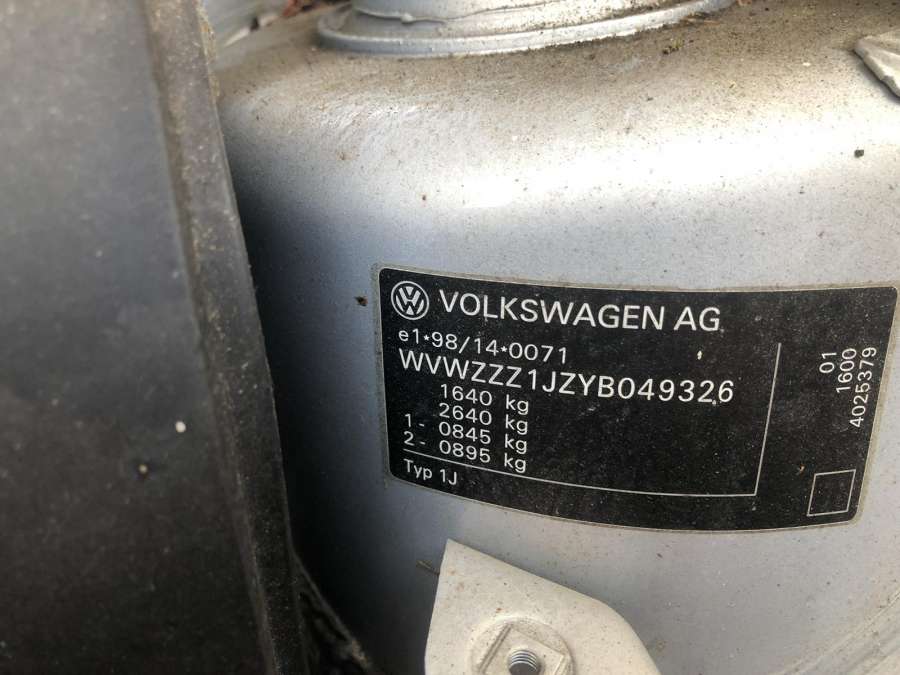 VOLKSWAGEN AG
e1*98/14*0071
WVWZZZ1JZYB049326
1640 kg
2640 kg
1- 0845 kg
2- 0895 kg
Typ 1J
01
1600
4025379